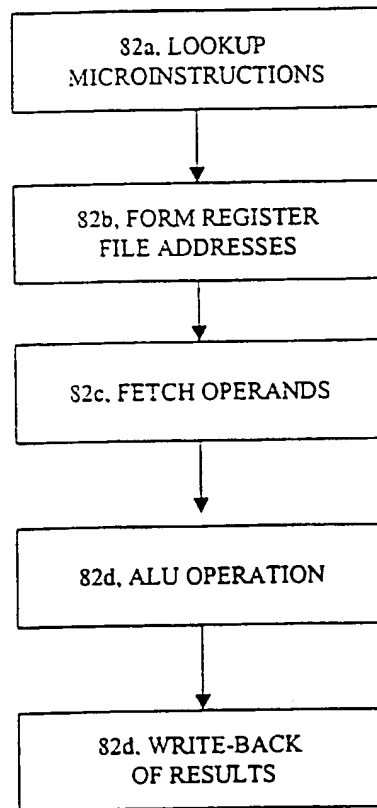 82a. LOOKUP
MICROINSTRUCTIONS
82b, FORM REGISTER
FILE ADDRESSES
82c, FETCH OPERANDS
82d, ALU OPERATION
82d, WRITE-BACK
OF RESULTS